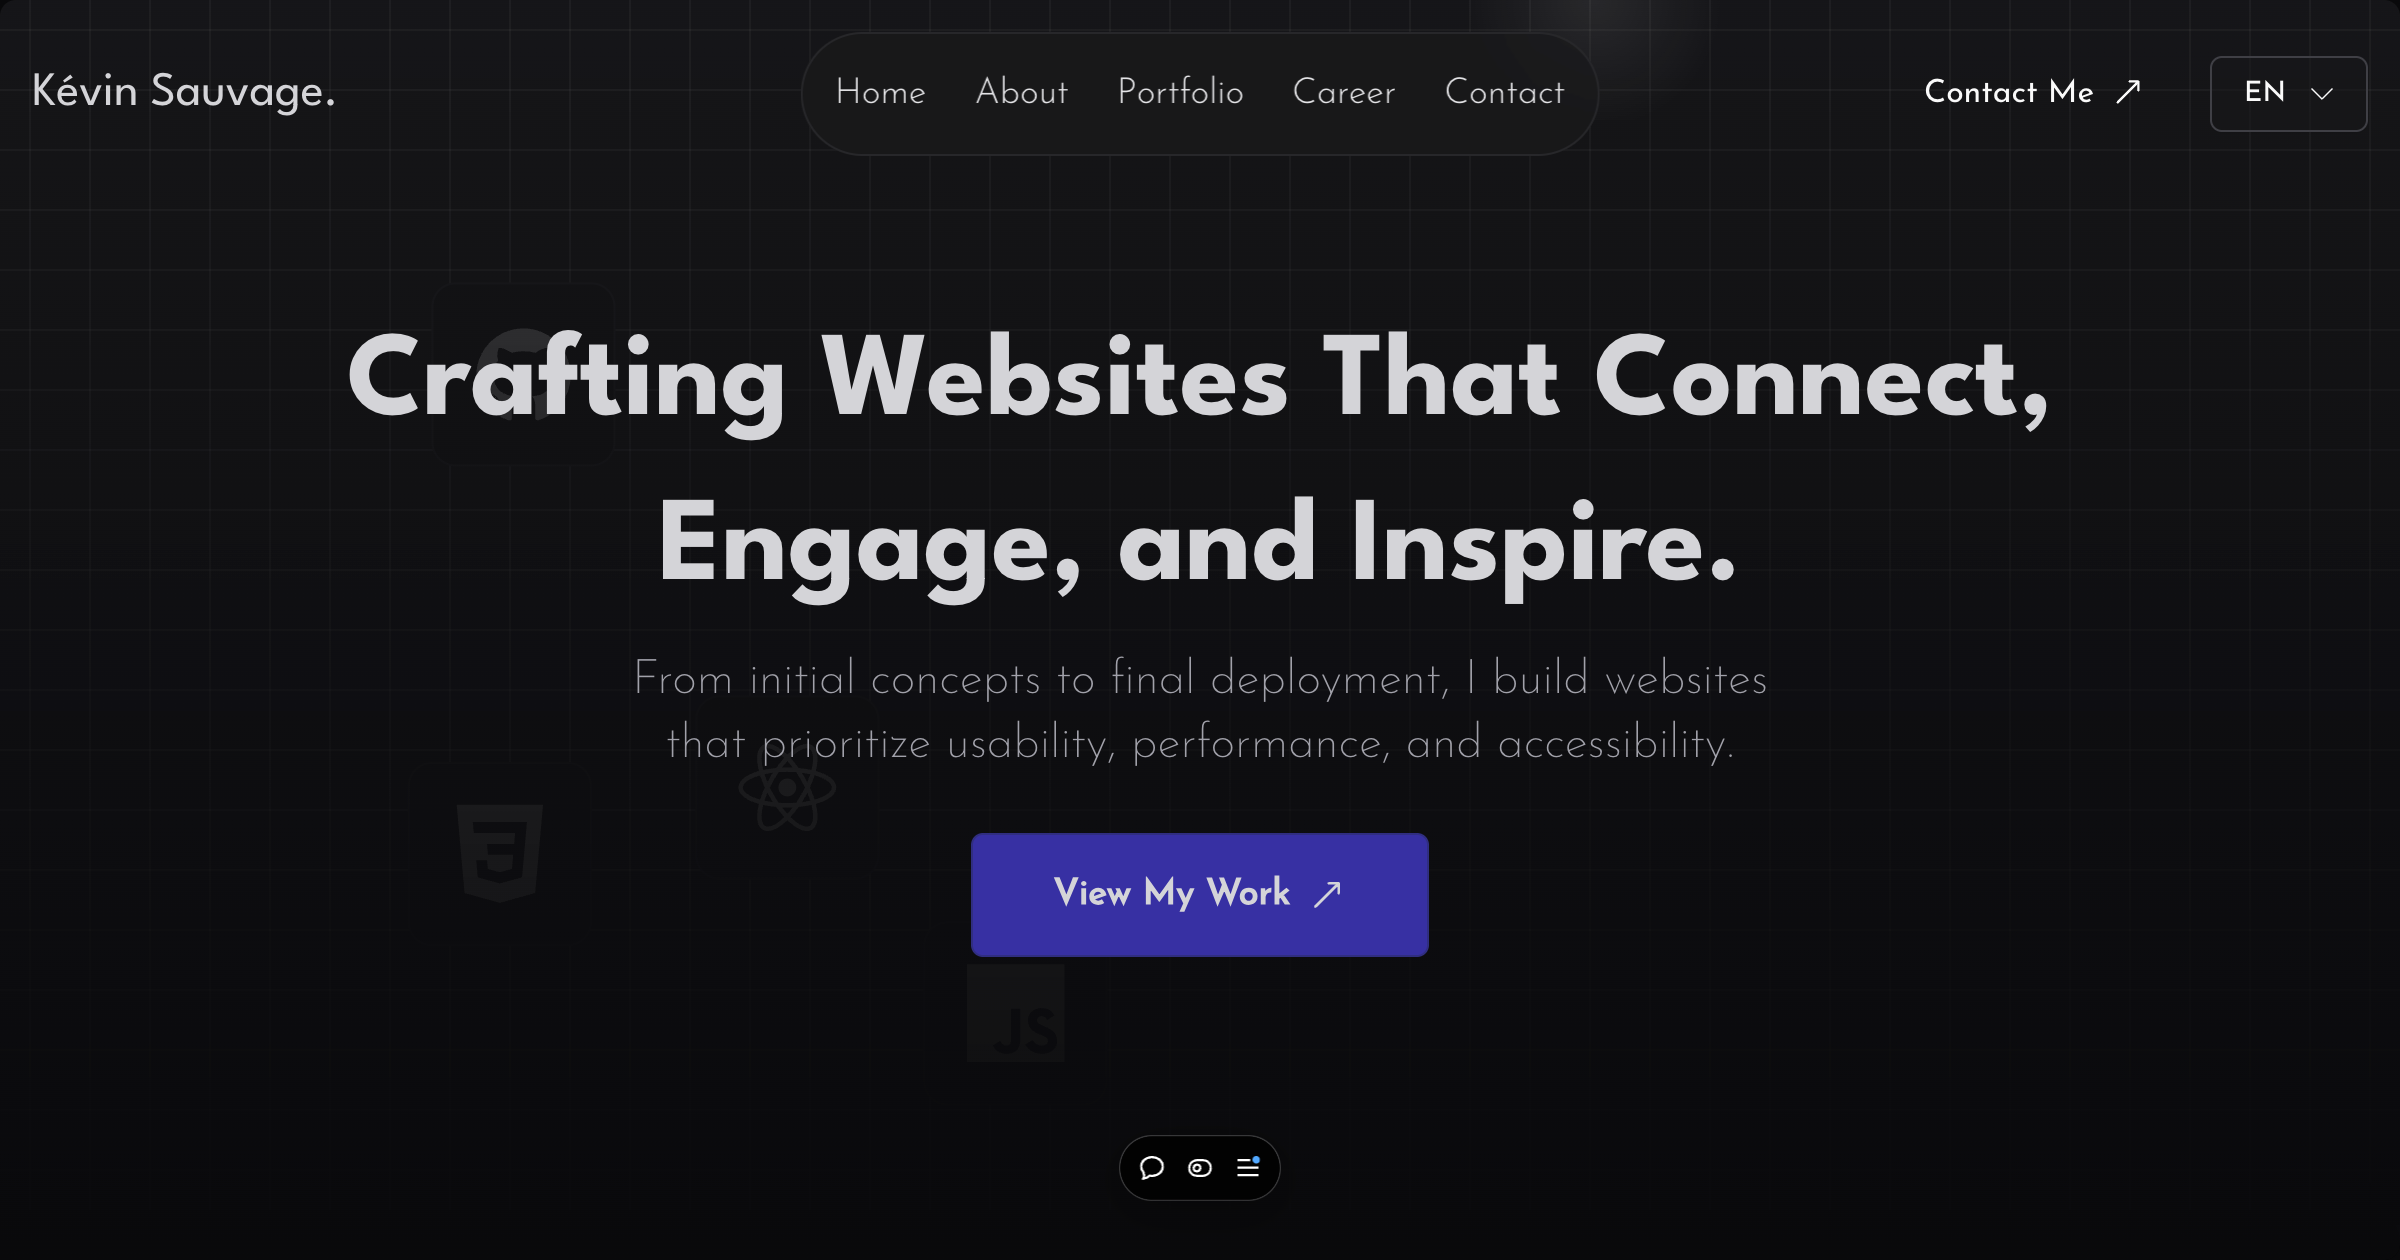 Kévin Sauvage.
Home About Portfolio Career Contact
Contact Me
EN
Crafting Websites That Connect,
Engage, and Inspire.
From initial concepts to final deployment, I build websites
that prioritize usability, performance, and accessibility.
View My Work
JS